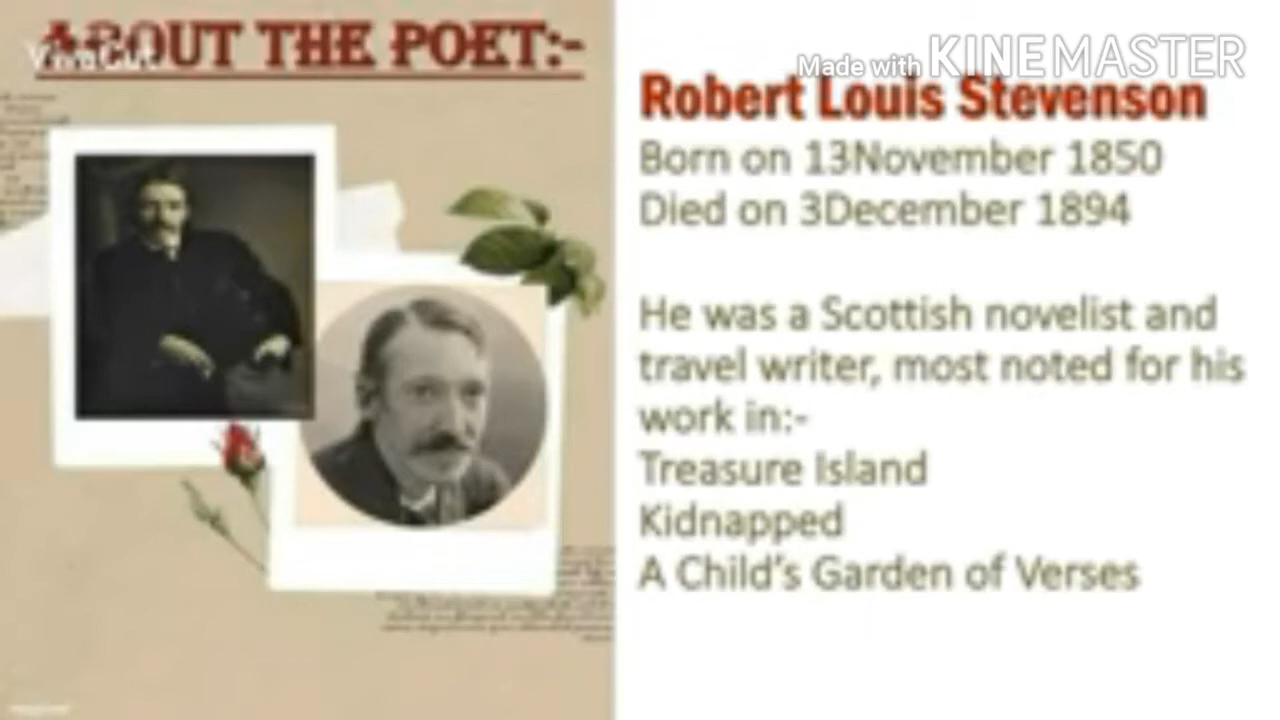 ABOUT THE POET:-
VivaCut
Made with KINEMASTER
Robert Louis Stevenson
Born on 13November 1850
Died on 3December 1894
He was a Scottish novelist and
travel writer, most noted for his
work in:-
Treasure Island
Kidnapped
A Child's Garden of Verses